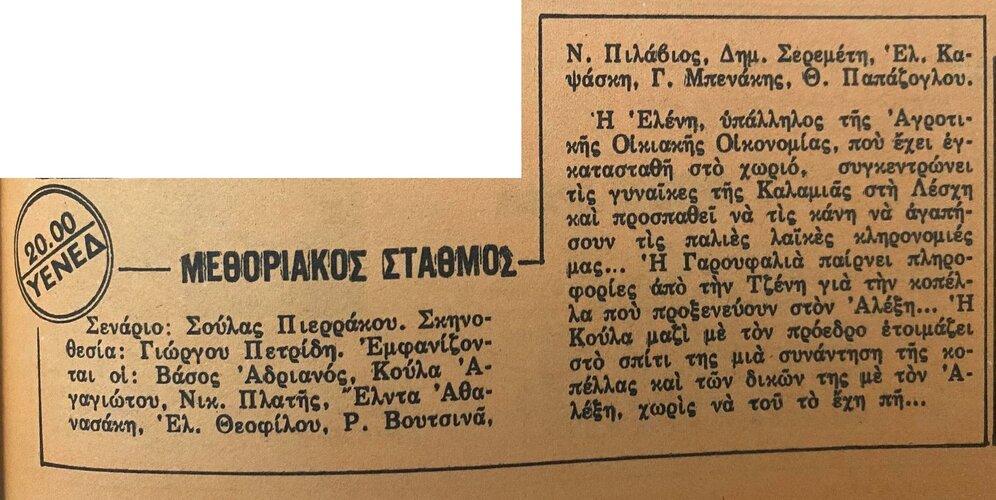 20.00
ΥΕΝΕΔ
ΜΕΘΟΡΙΑΚΟΣ ΣΤΑΘΜΟΣ
Σενάριο: Σούλας Πιερράκου. Σκηνο-
θεσία: Γιώργου Πετρίδη. Ἐμφανίζον-
ται οἱ: Βάσος Ἀδριανός, Κούλα Ἀ-
γαγιώτου, Νικ. Πλατῆς, Ἔλντα Ἀθα-
νασάκη, Ἑλ. Θεοφίλου, Ρ. Βουτσινᾶ,
Ν. Πιλάβιος, Δημ. Σερεμέτη, Ἑλ. Κα-
ψάσκη, Γ. Μπενάκης, Θ. Παπάζογλου.
Ἡ Ἑλένη, ὑπάλληλος τῆς Ἀγροτι-
κῆς Οἰκιακῆς Οἰκονομίας, ποὺ ἔχει ἐγ-
κατασταθῆ στὸ χωριό, συγκεντρώνει
τὶς γυναῖκες τῆς Καλαμιᾶς στὴ Λέσχη
καὶ προσπαθεῖ νὰ τὶς κάνη νὰ ἀγαπή-
σουν τὶς παλιὲς λαϊκὲς κληρονομιές
μας... Ἡ Γαρουφαλιὰ παίρνει πληρο-
φορίες ἀπὸ τὴν Τζένη γιὰ τὴν κοπέλ-
λα ποὺ προξενεύουν στὸν Ἀλέξη... Ἡ
Κούλα μαζὶ μὲ τὸν πρόεδρο ἑτοιμάζει
στὸ σπίτι της μιὰ συνάντηση τῆς κο-
πέλλας καὶ τῶν δικῶν της μὲ τὸν Ἀ-
λέξη, χωρὶς νὰ τοῦ τὸ ἔχη πῆ...